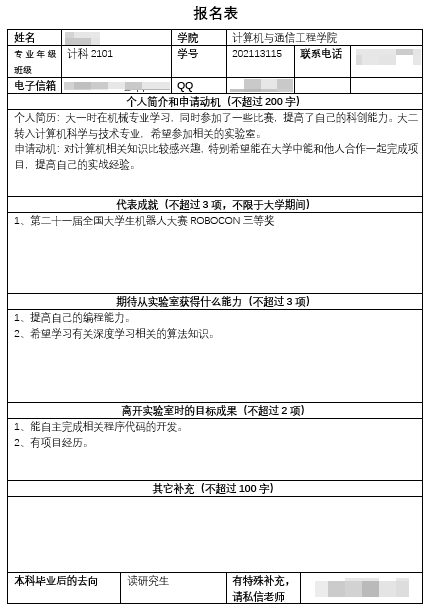 报名表
姓名 学院 计算机与通信工程学院
专业年级 计科 2101 学号 202113115 联系电话
班级
电子信箱 QQ
个人简介和申请动机（不超过 200 字）
个人简历：大一时在机械专业学习，同时参加了一些比赛，提高了自己的科创能力。大二
转入计算机科学与技术专业，希望参加相关的实验室。
申请动机：对计算机相关知识比较感兴趣，特别希望能在大学中能和他人合作一起完成项
目，提高自己的实战经验。
代表成就（不超过 3 项，不限于大学期间）
1、第二十一届全国大学生机器人大赛 ROBOCON 三等奖
期待从实验室获得什么能力（不超过 3 项）
1、提高自己的编程能力。
2、希望学习有关深度学习相关的算法知识。
离开实验室时的目标成果（不超过 2 项）
1、能自主完成相关程序代码的开发。
2、有项目经历。
其它补充（不超过 100 字）
本科毕业后的去向 读研究生 有特殊补充，
请私信老师